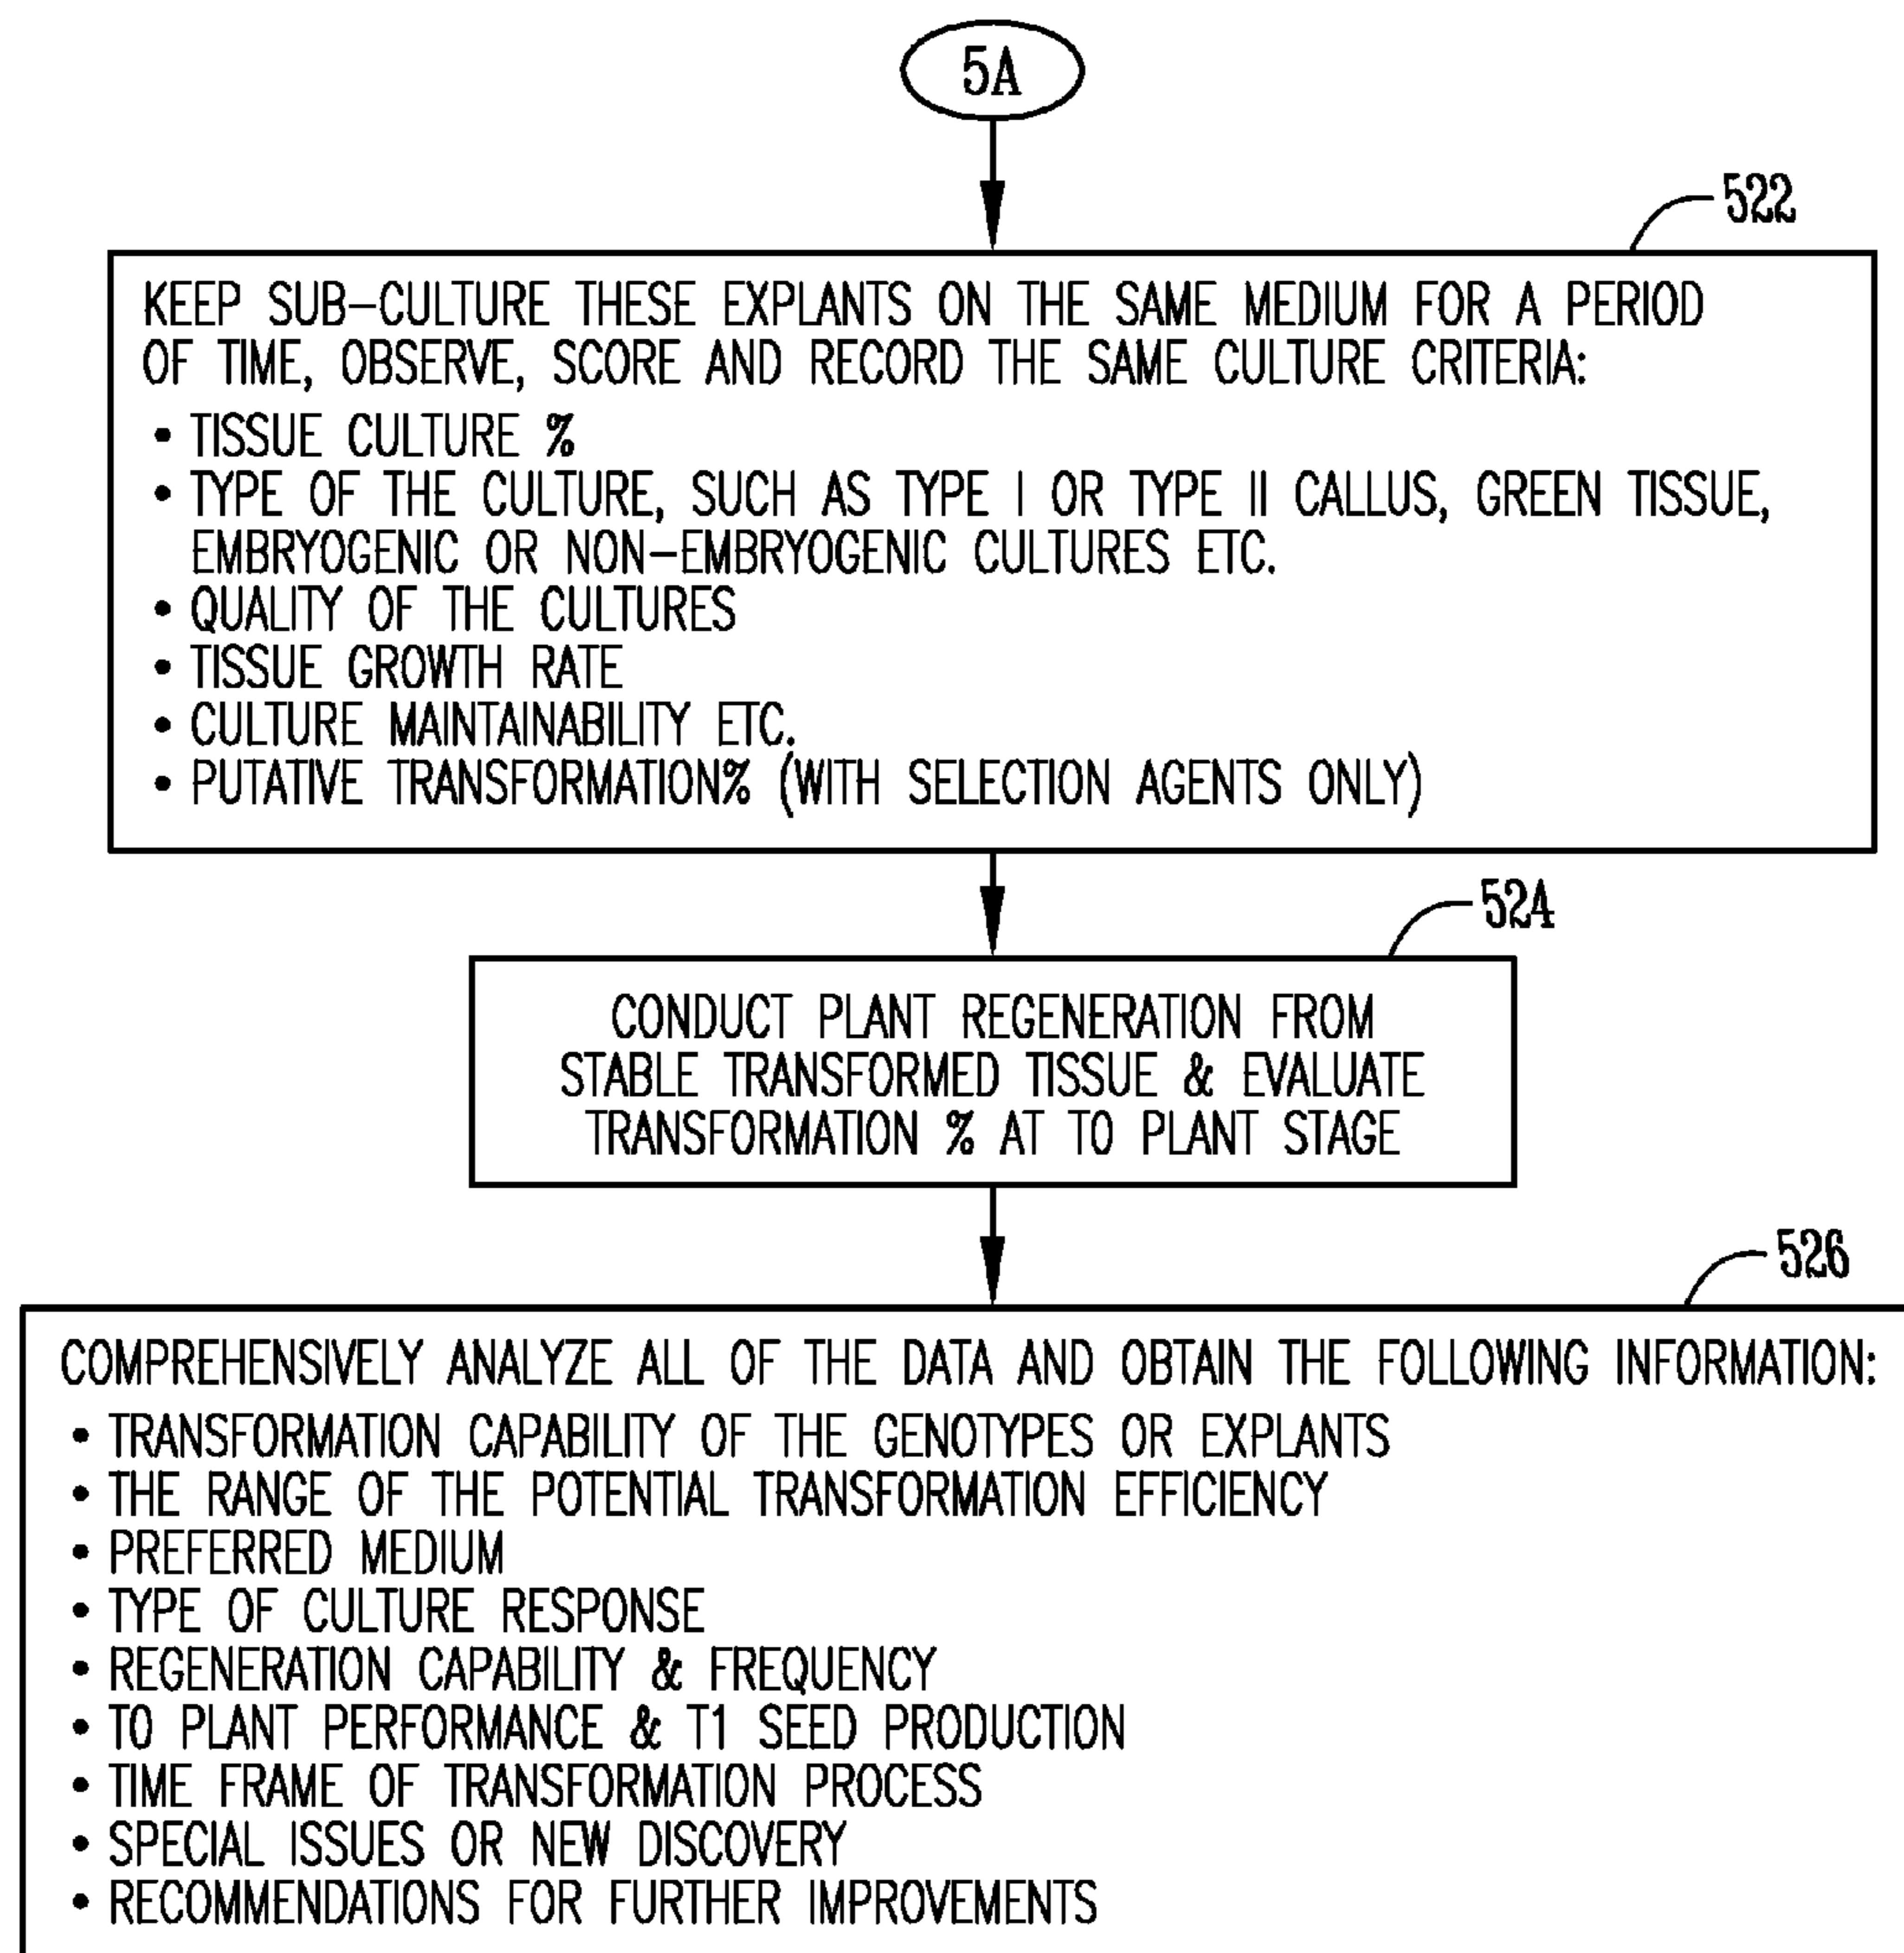 5A
522
KEEP SUB-CULTURE THESE EXPLANTS ON THE SAME MEDIUM FOR A PERIOD
OF TIME, OBSERVE, SCORE AND RECORD THE SAME CULTURE CRITERIA:
• TISSUE CULTURE %
• TYPE OF THE CULTURE, SUCH AS TYPE I OR TYPE II CALLUS, GREEN TISSUE,
EMBRYOGENIC OR NON-EMBRYOGENIC CULTURES ETC.
• QUALITY OF THE CULTURES
• TISSUE GROWTH RATE
• CULTURE MAINTAINABILITY ETC.
• PUTATIVE TRANSFORMATION% (WITH SELECTION AGENTS ONLY)
524
CONDUCT PLANT REGENERATION FROM
STABLE TRANSFORMED TISSUE & EVALUATE
TRANSFORMATION % AT TO PLANT STAGE
526
COMPREHENSIVELY ANALYZE ALL OF THE DATA AND OBTAIN THE FOLLOWING INFORMATION:
• TRANSFORMATION CAPABILITY OF THE GENOTYPES OR EXPLANTS
• THE RANGE OF THE POTENTIAL TRANSFORMATION EFFICIENCY
• PREFERRED MEDIUM
• TYPE OF CULTURE RESPONSE
• REGENERATION CAPABILITY & FREQUENCY
• TO PLANT PERFORMANCE & T1 SEED PRODUCTION
• TIME FRAME OF TRANSFORMATION PROCESS
• SPECIAL ISSUES OR NEW DISCOVERY
• RECOMMENDATIONS FOR FURTHER IMPROVEMENTS